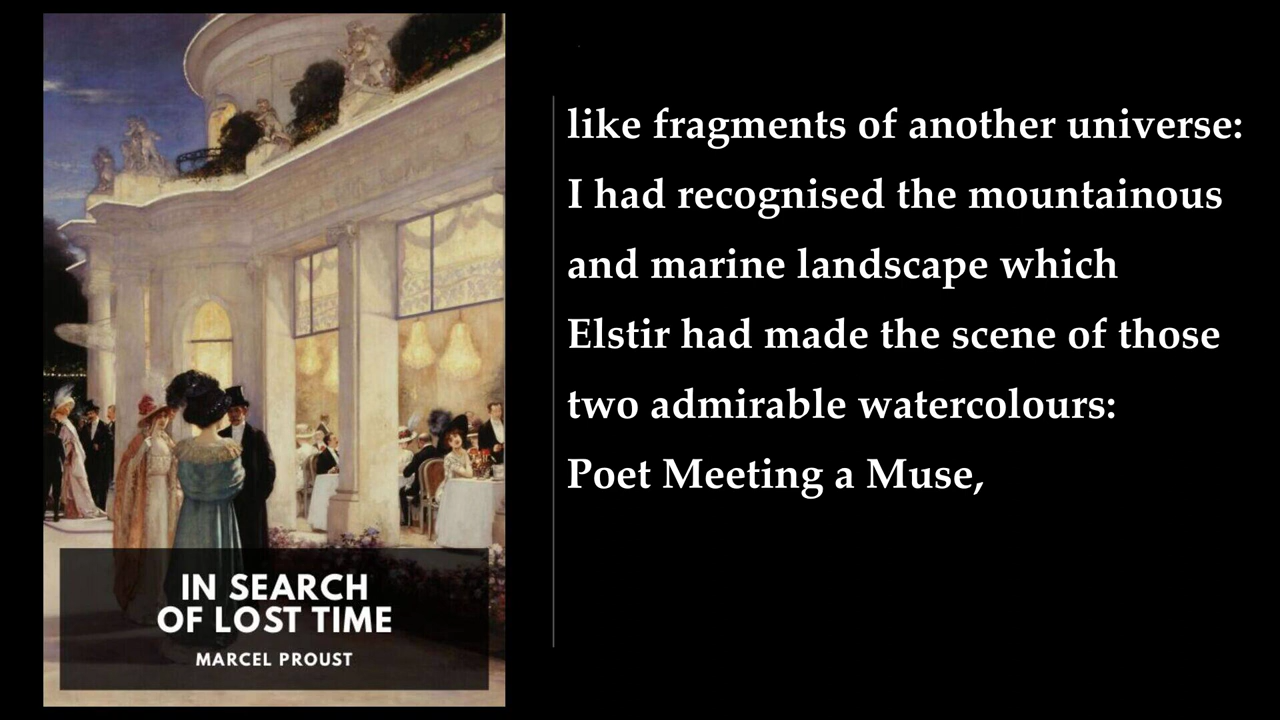 IN SEARCH
OF LOST TIME
MARCEL PROUST
like fragments of another universe:
I had recognised the mountainous
and marine landscape which
Elstir had made the scene of those
two admirable watercolours:
Poet Meeting a Muse,